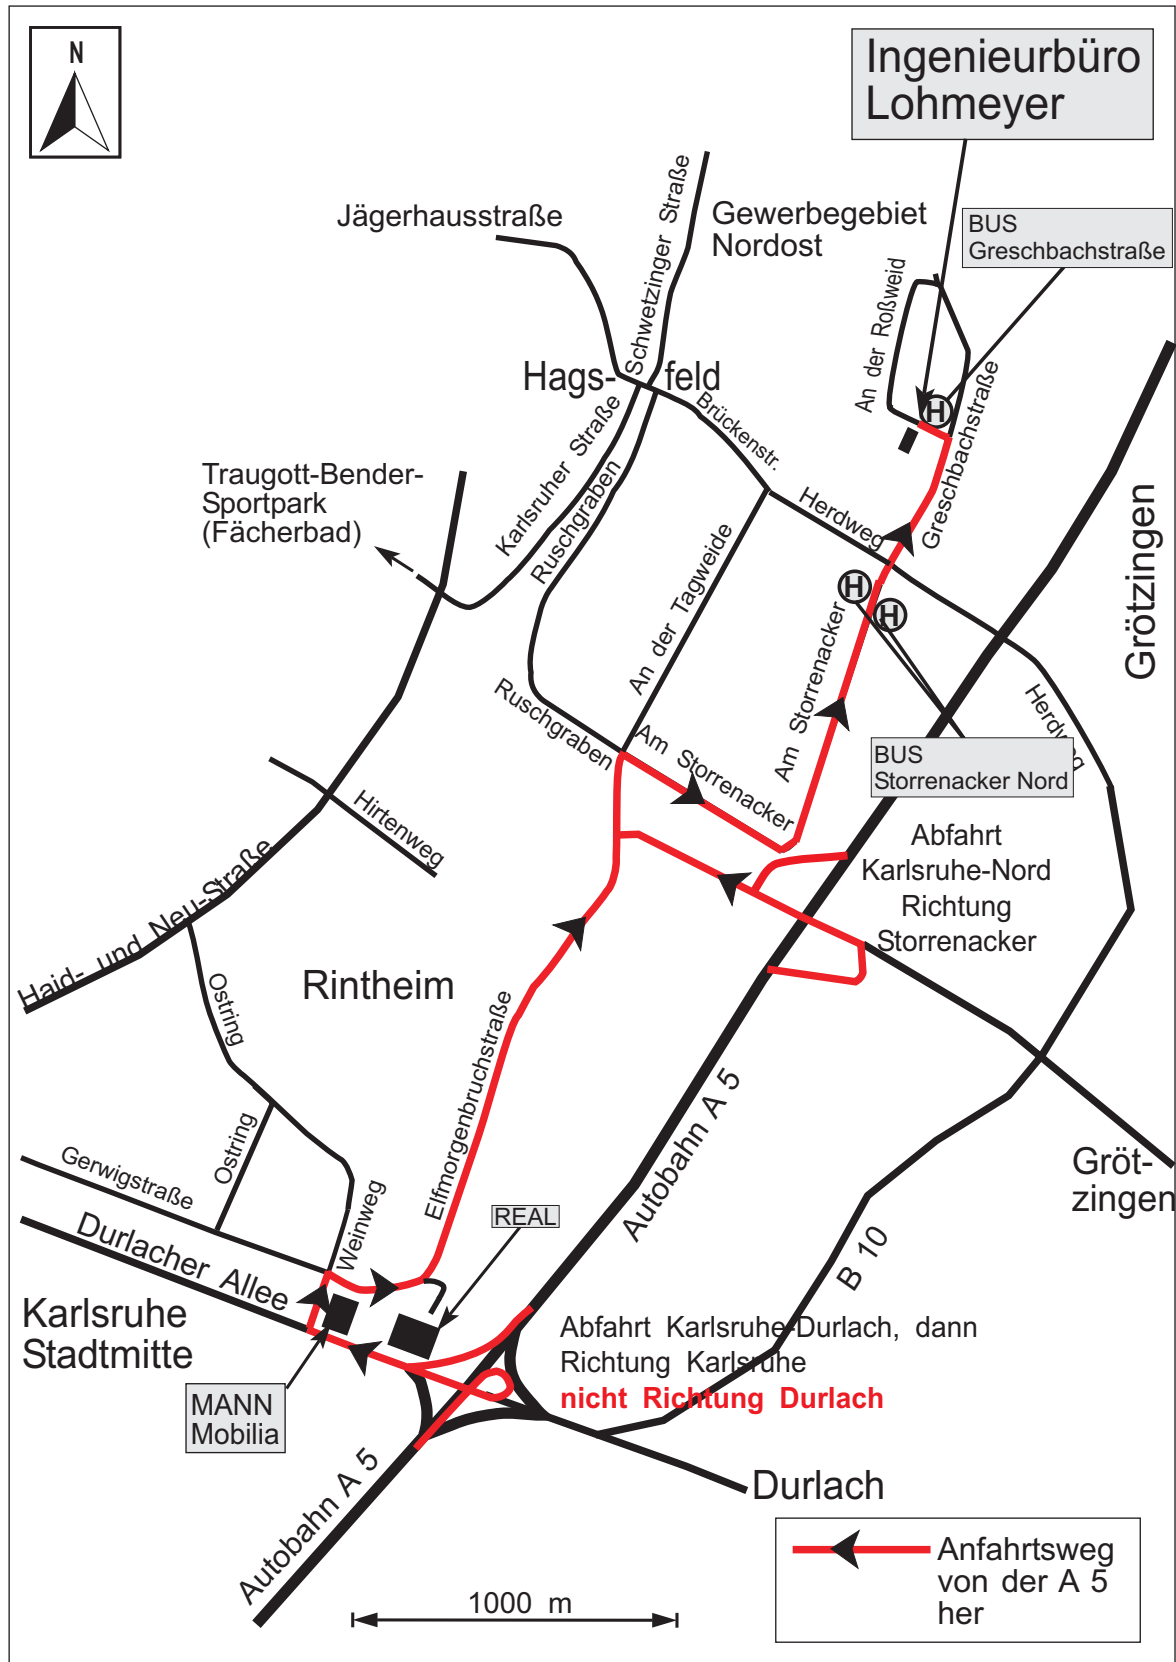 N
Ingenieurbüro
Lohmeyer
Jägerhausstraße
Schwetzinger Straße
Gewerbegebiet
Nordost
BUS
Greschbachstraße
An der Roßweid
Hags-
feld
Brückenstr.
Karlsruher Straße
Ruschgraben
Traugott-Bender-
Sportpark
(Fächerbad)
H
Greschbachstraße
Herdweg
Grötzingen
An der Tagweide
H
H
Am Storrenacker
Ruschgraben
Am Storrenacker
Herdweg
BUS
Storrenacker Nord
Hirtenweg
Haid- und Neu-Straße
Abfahrt
Karlsruhe-Nord
Richtung
Storrenacker
Rintheim
Ostring
Elfmorgenbruchstraße
Autobahn A 5
Ostring
Gerwigstraße
Gröt-
zingen
Weinweg
REAL
Durlacher Allee
B 10
Karlsruhe
Stadtmitte
Abfahrt Karlsruhe-Durlach, dann
Richtung Karlsruhe
nicht Richtung Durlach
MANN
Mobilia
Autobahn A 5
Durlach
1000 m
Anfahrtsweg
von der A 5
her